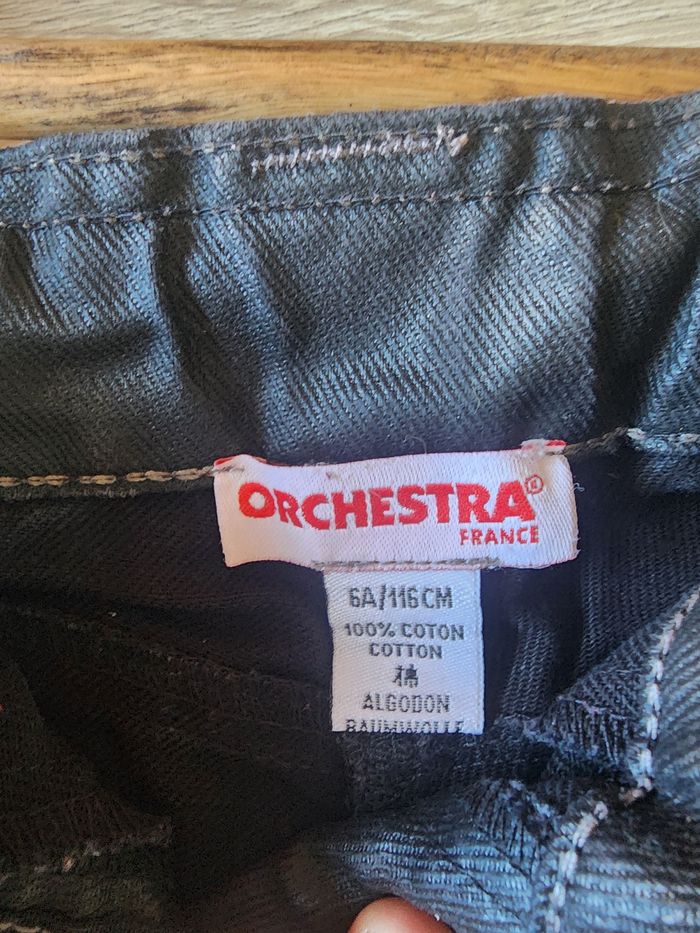 ORCHESTRA®
FRANCE
6A/116CM
100% COTON
COTTON
棉
ALGODON
BAUMWOLLE